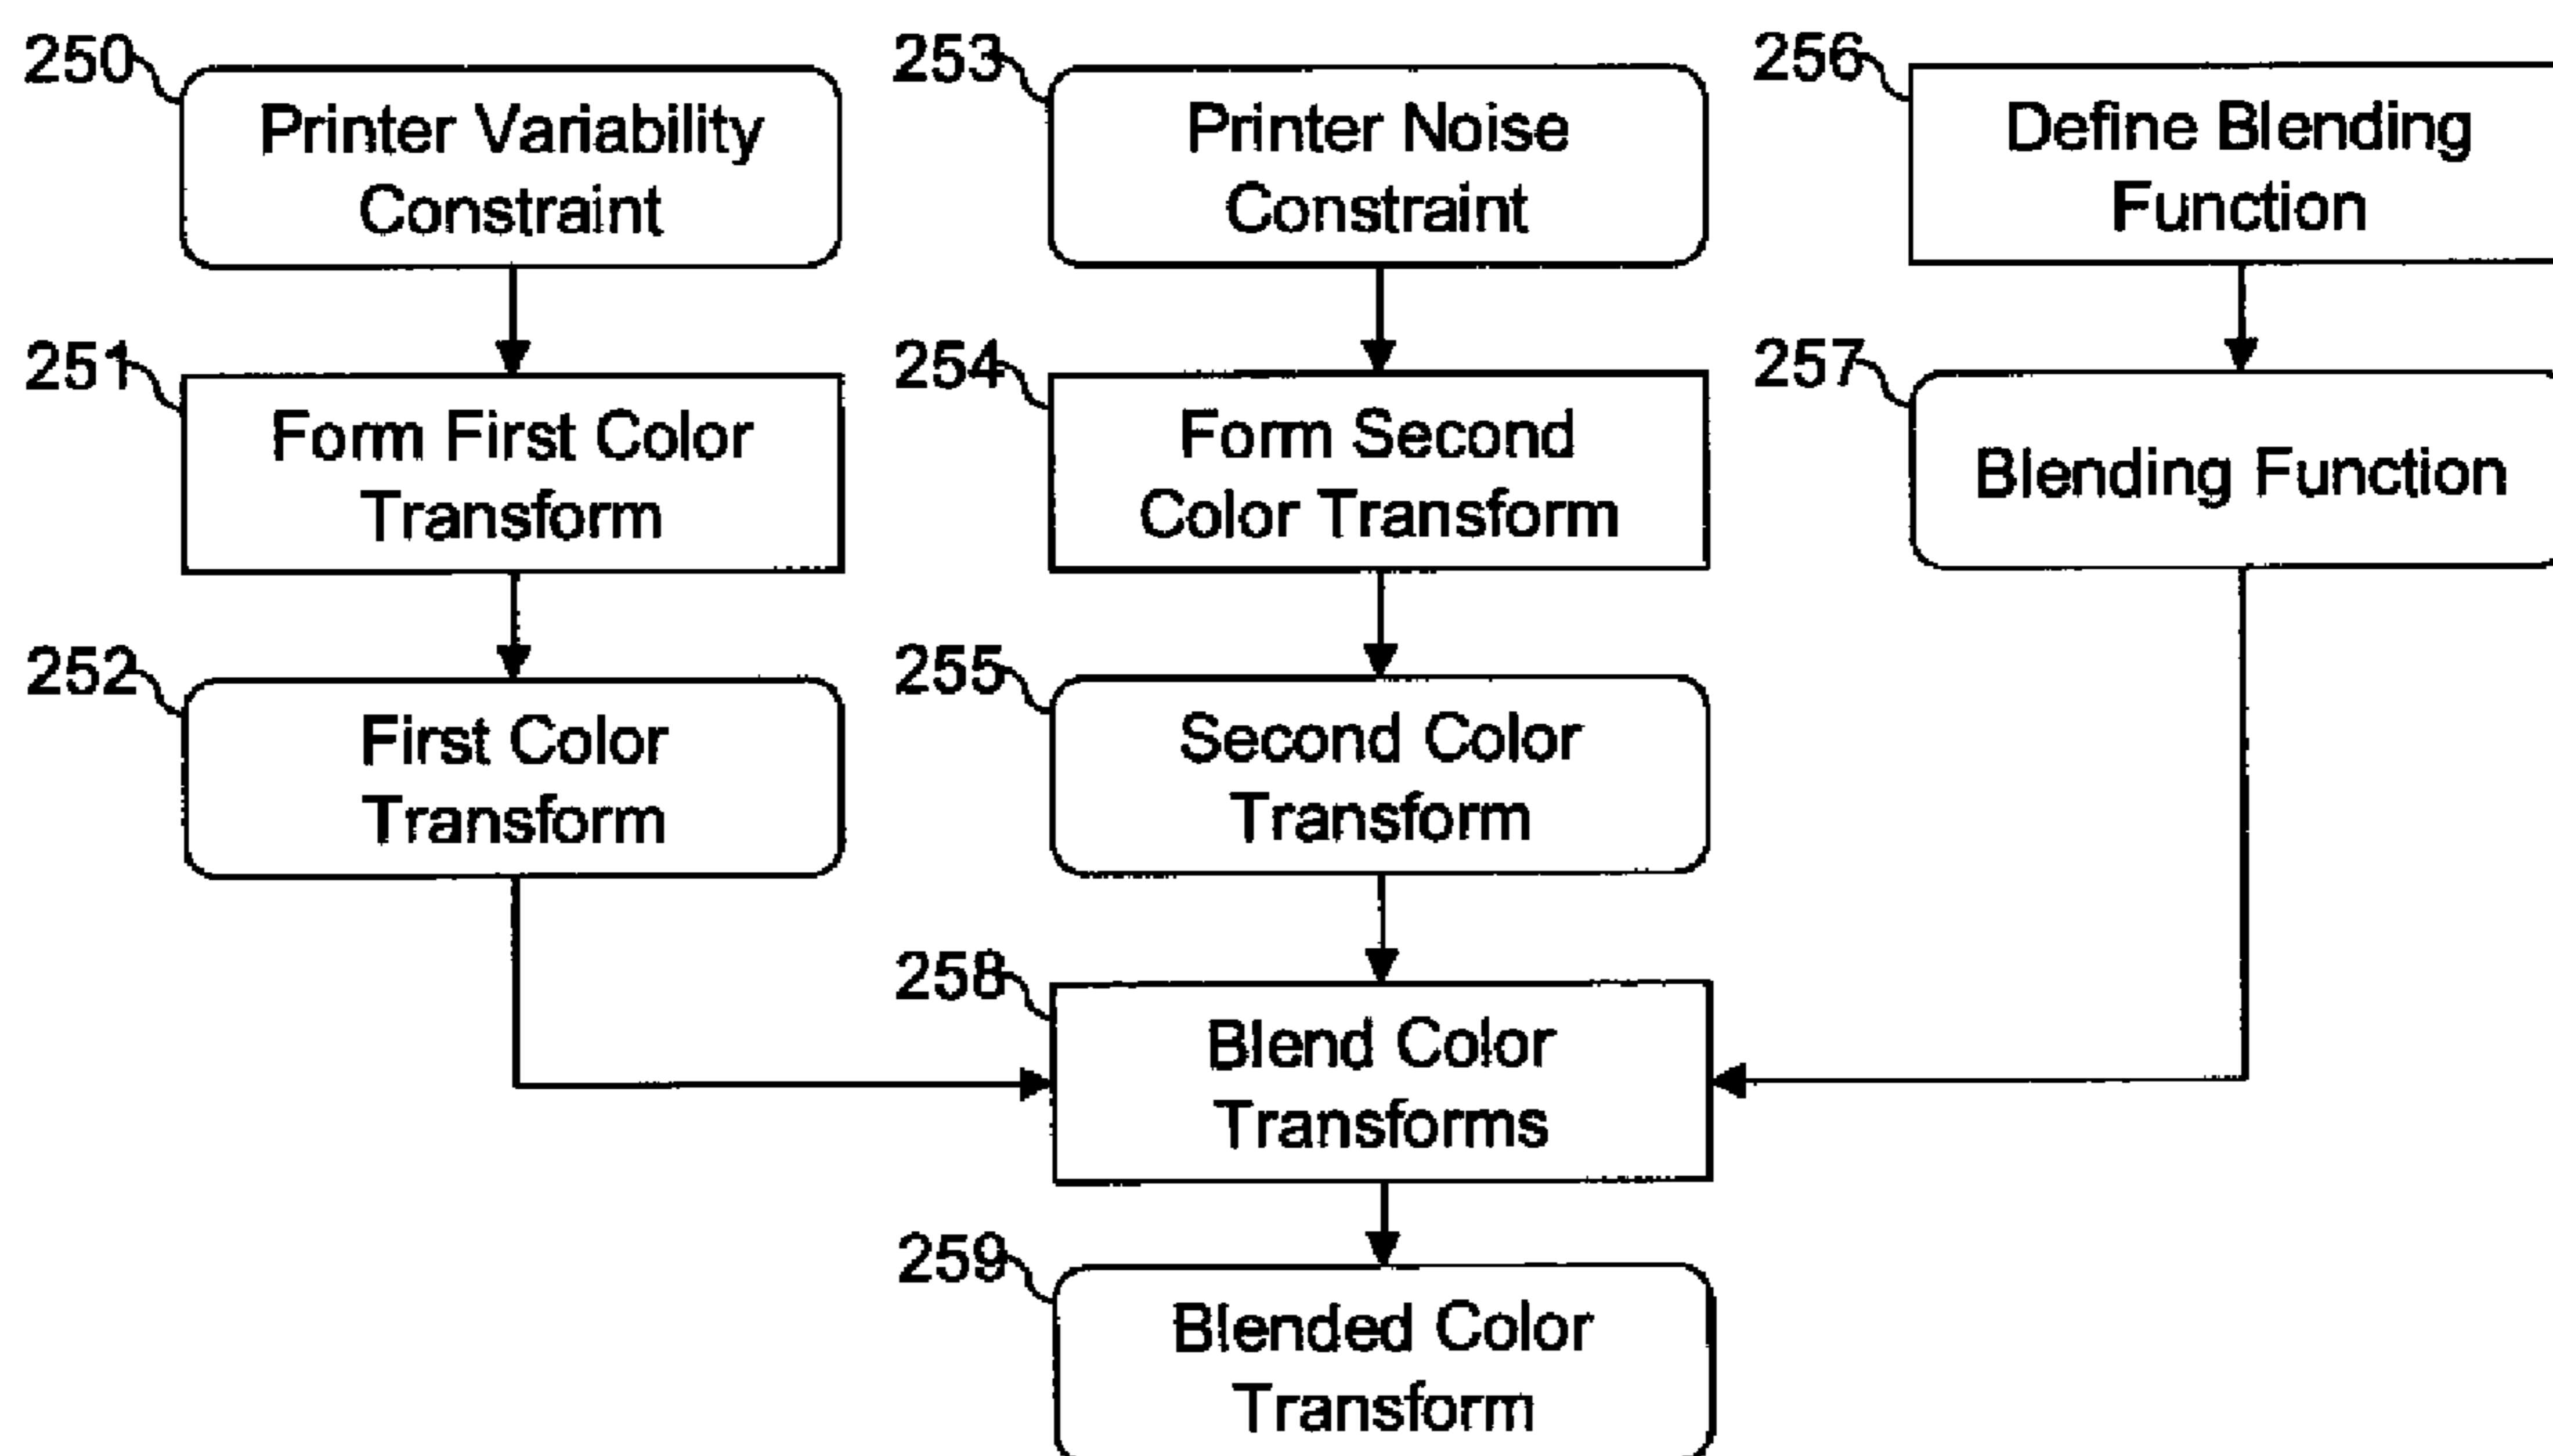 250
Printer Variability
Constraint
253
Printer Noise
Constraint
256
Define Blending
Function
251
Form First Color
Transform
254
Form Second
Color Transform
257
Blending Function
252
First Color
Transform
255
Second Color
Transform
258
Blend Color
Transforms
259
Blended Color
Transform